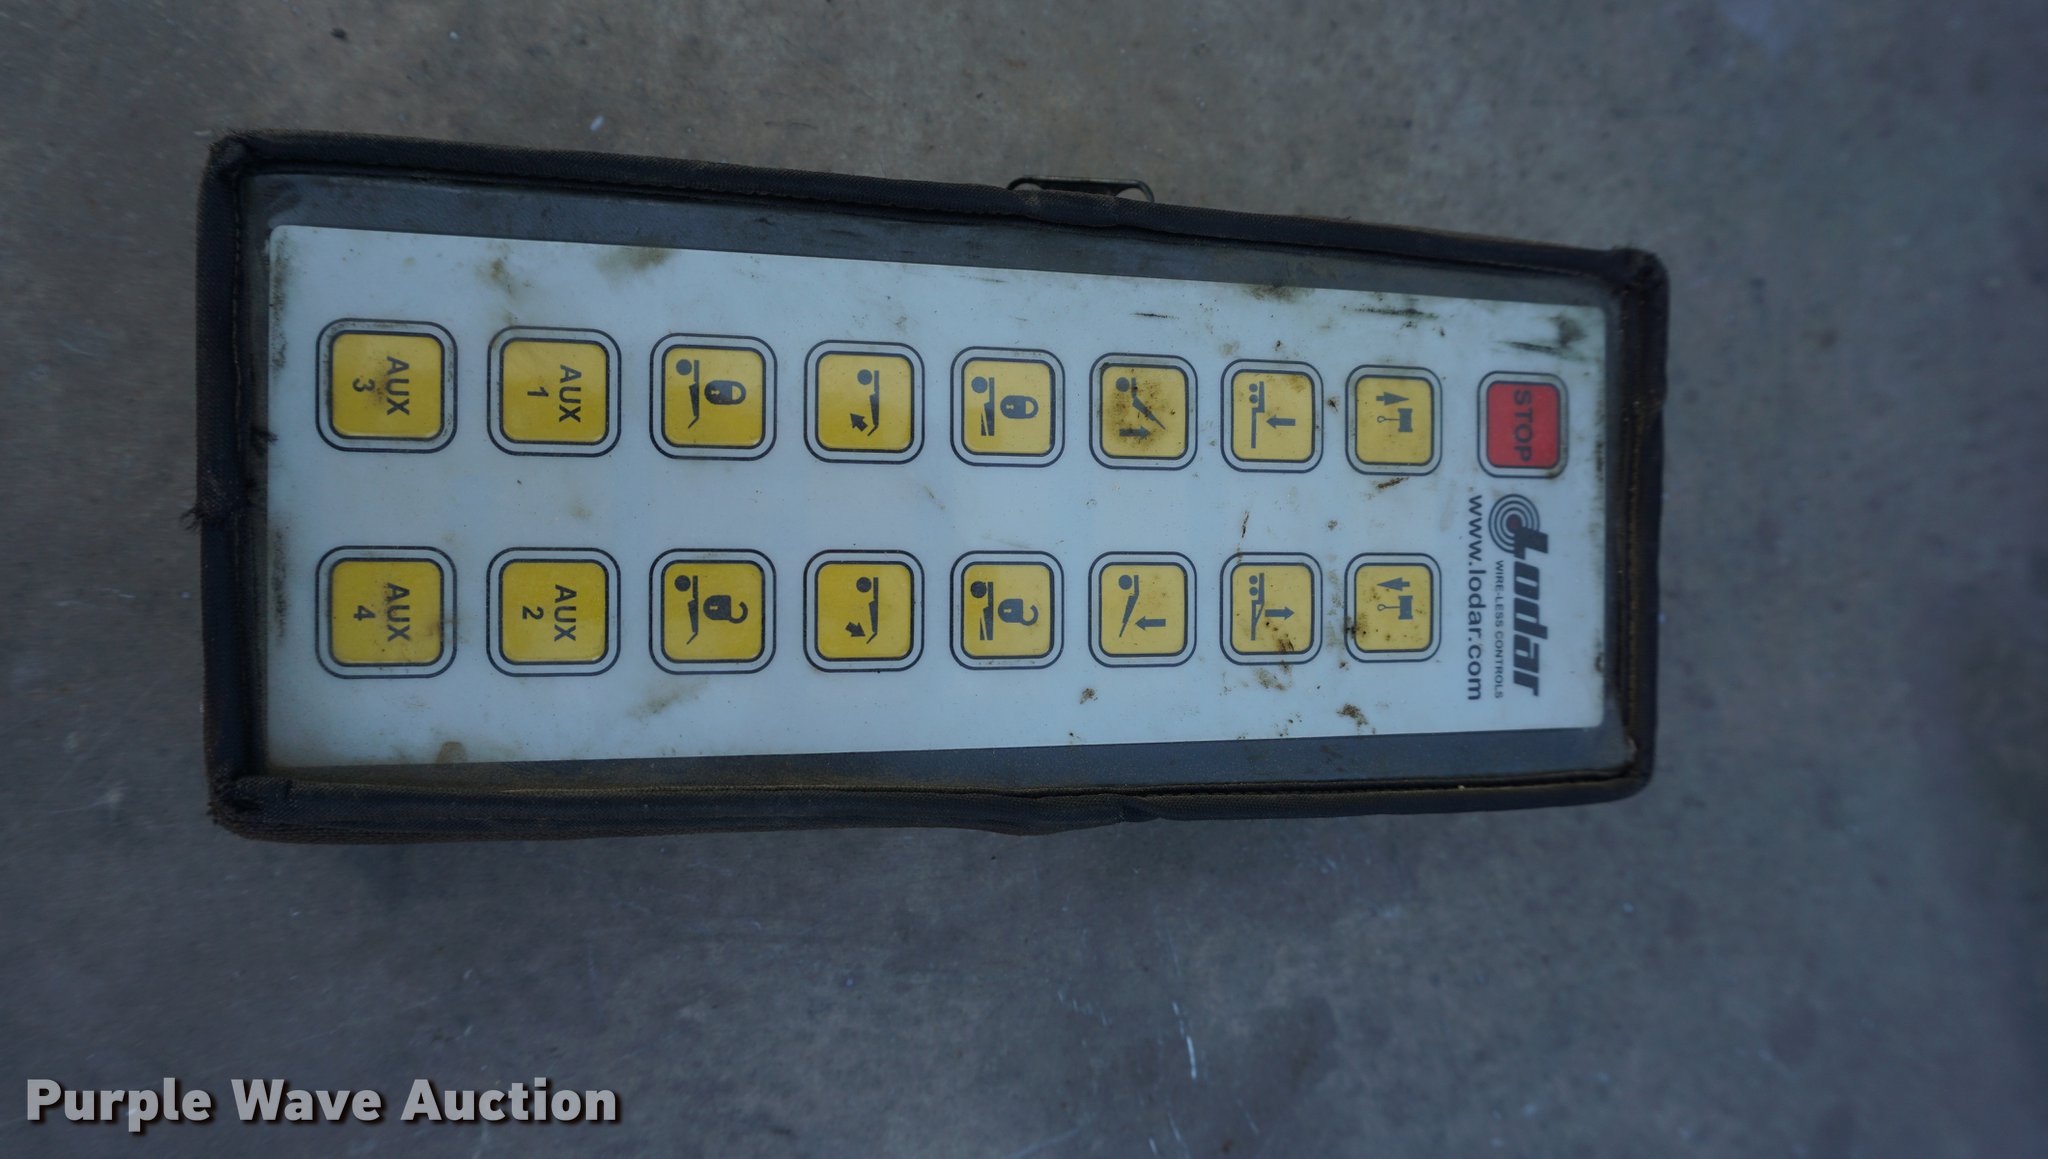 STOP
Lodar
WIRE-LESS CONTROLS
www.lodar.com
AUX
1
AUX
2
AUX
3
AUX
4
Purple Wave Auction